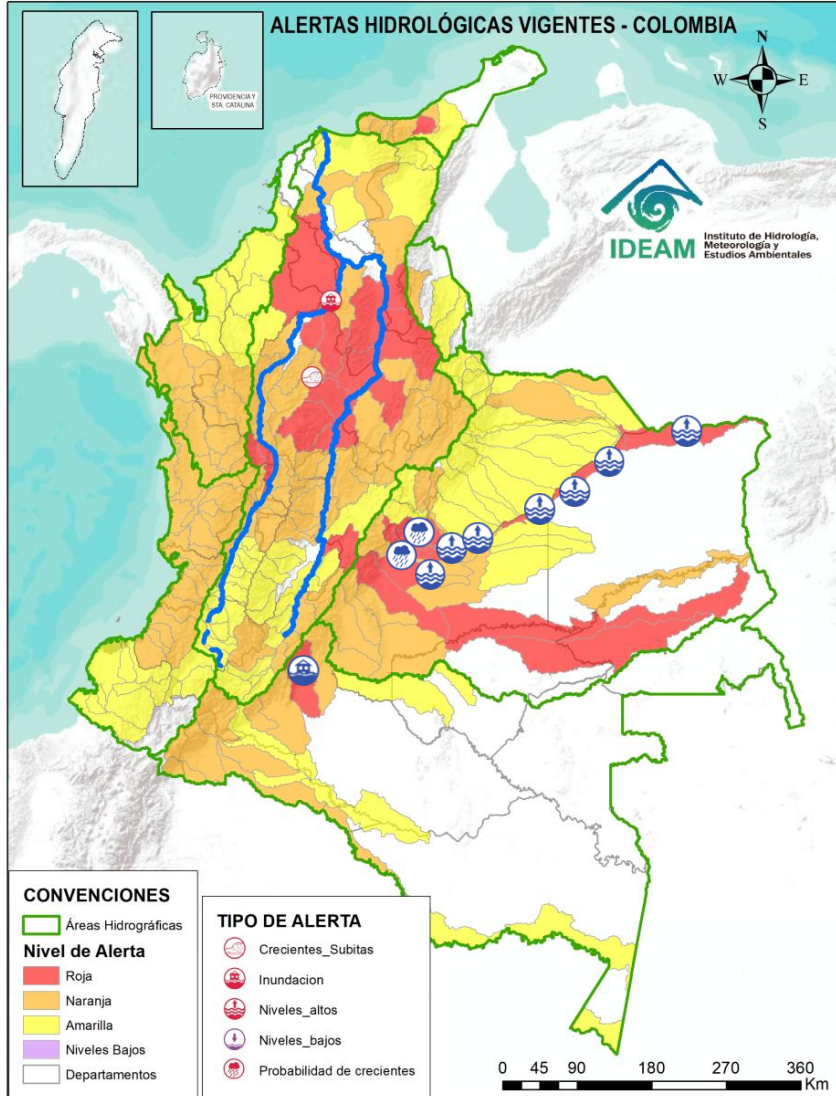 ALERTAS HIDROLÓGICAS VIGENTES - COLOMBIA
PROVIDENCIA Y
STA. CATALINA
N
W
E
S
IDEAM
Instituto de Hidrología,
Meteorología y
Estudios Ambientales
CONVENCIONES
Áreas Hidrográficas
Nivel de Alerta
Roja
Naranja
Amarilla
Niveles Bajos
Departamentos
TIPO DE ALERTA
Crecientes_Subitas
Inundacion
Niveles_altos
Niveles_bajos
Probabilidad de crecientes
0 45 90 180 270 360
Km